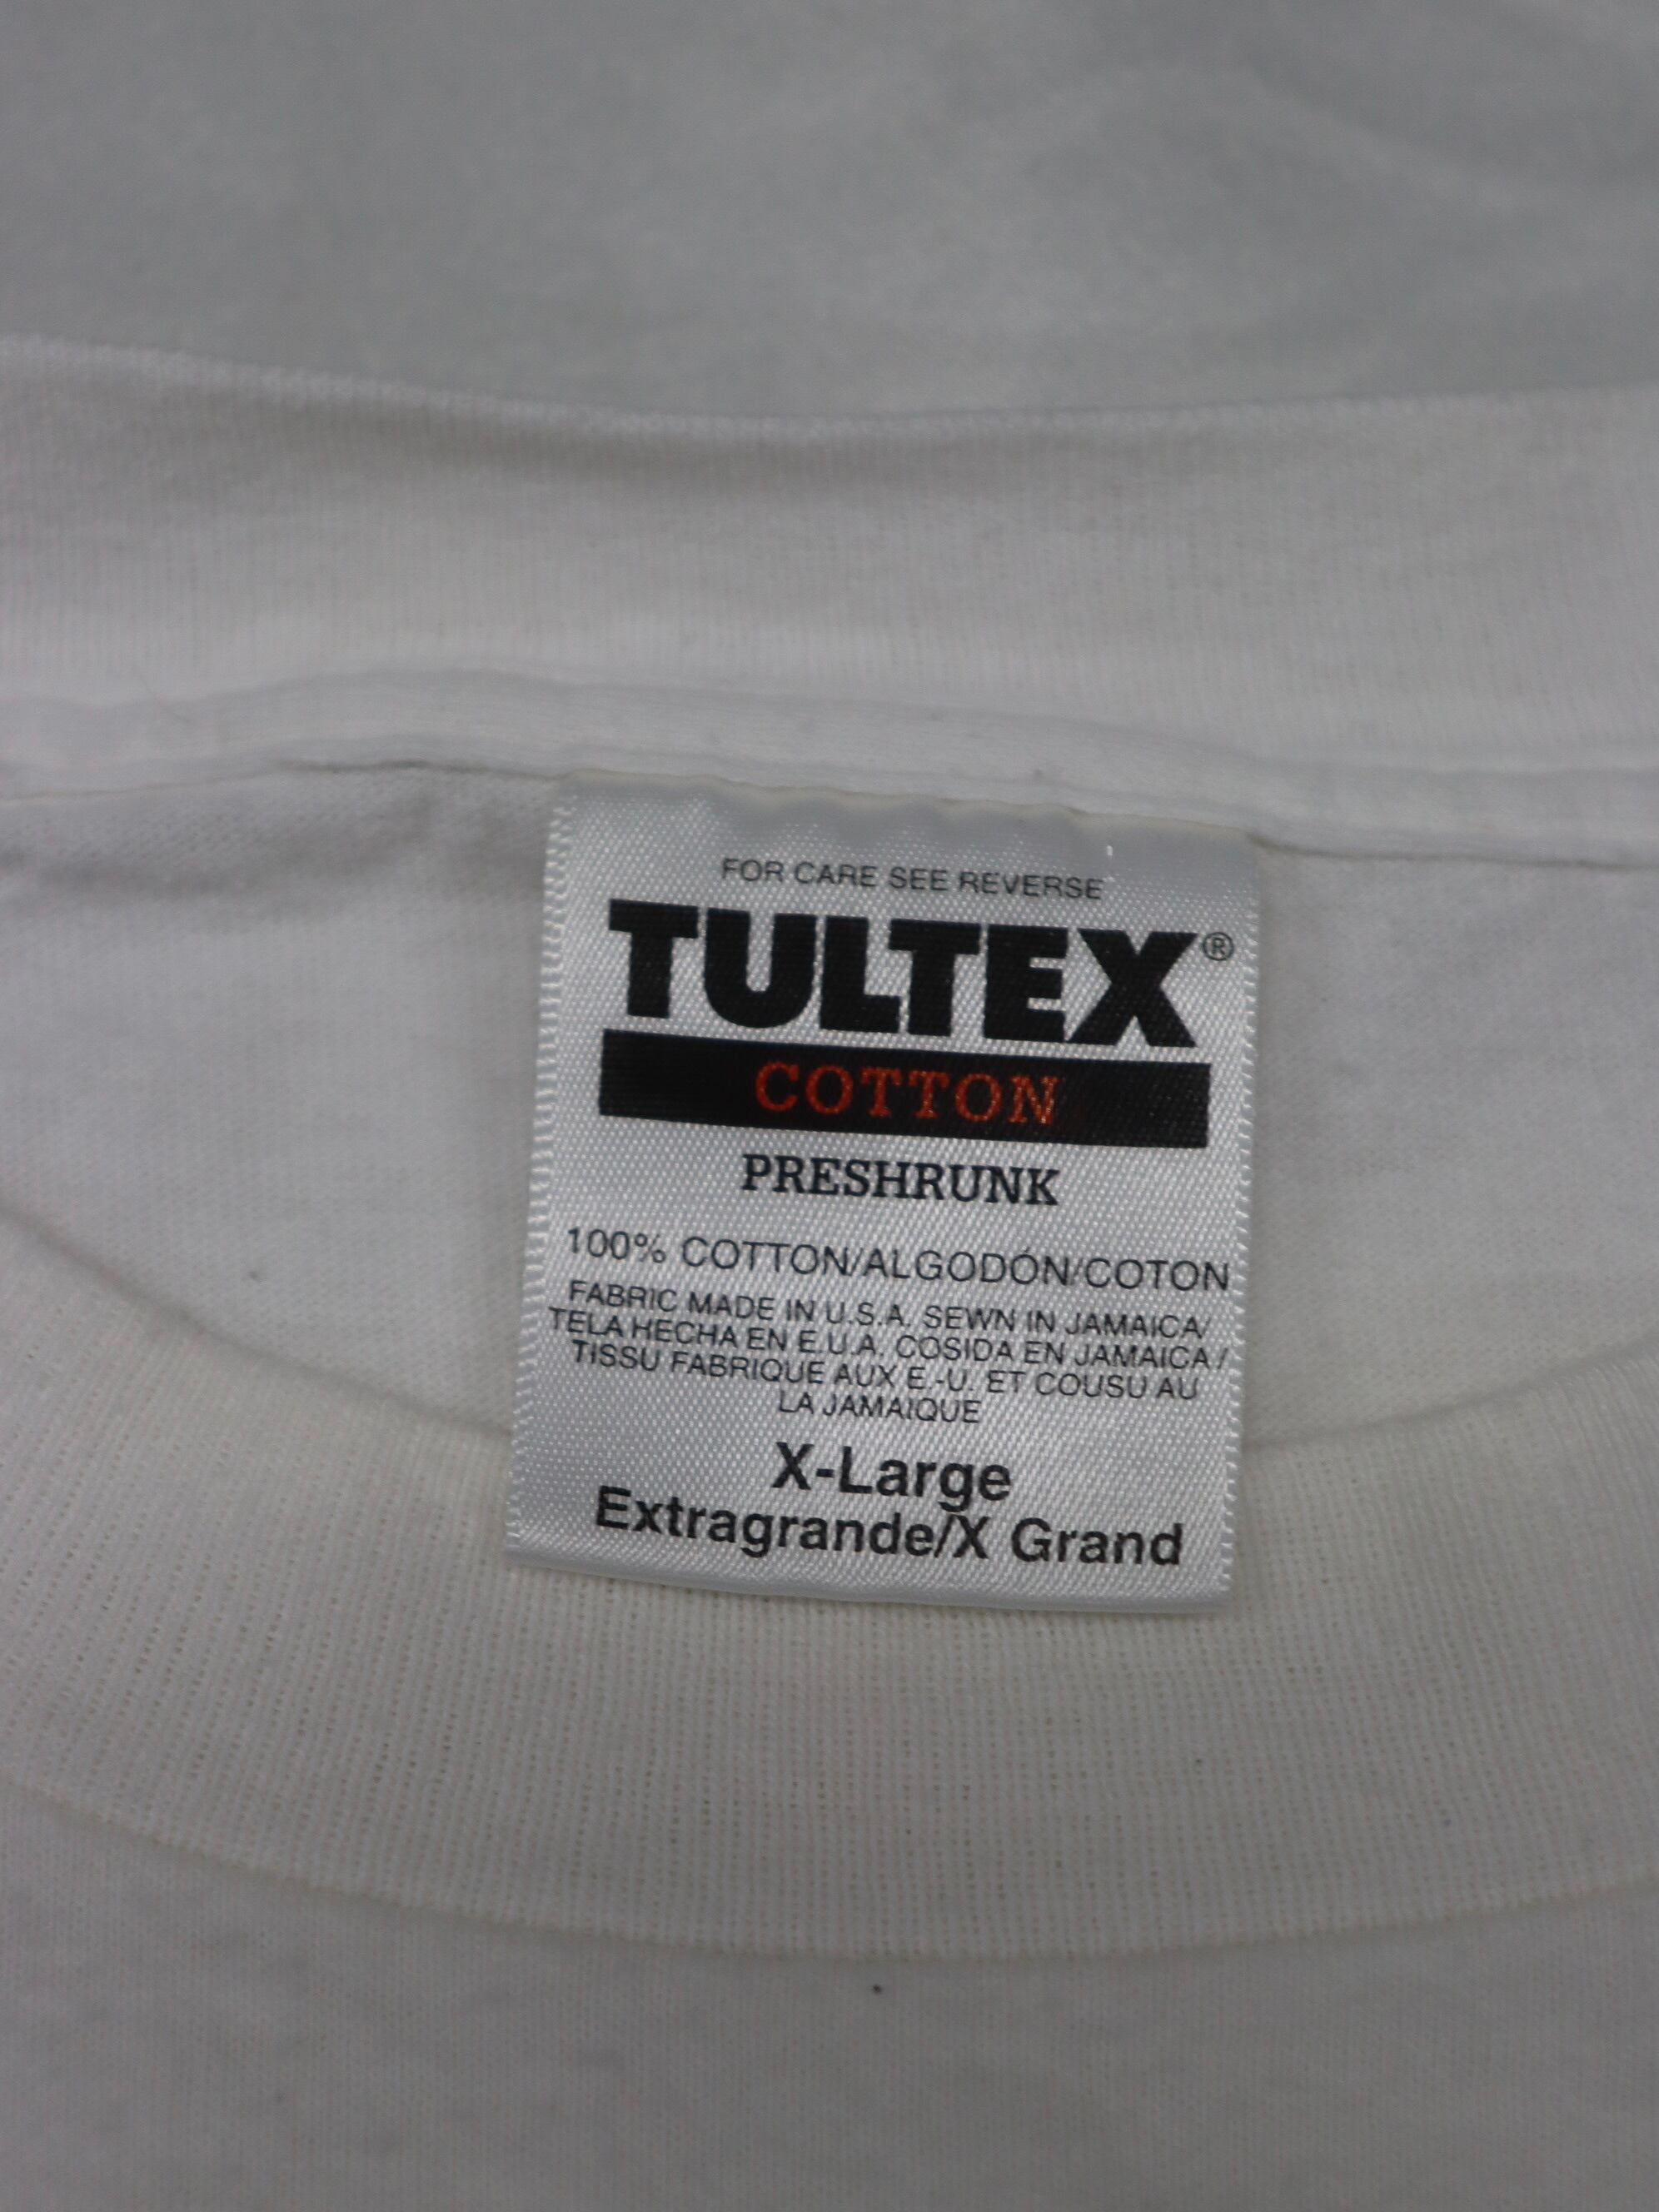 FOR CARE SEE REVERSE
TULTEX®
COTTON
PRESHRUNK
100% COTTON/ALGODÓN/COTON
FABRIC MADE IN U.S.A. SEWN IN JAMAICA/
TELA HECHA EN E.U.A. COSIDA EN JAMAICA/
TISSU FABRIQUE AUX E.-U. ET COUSU AU
LA JAMAIQUE
X-Large
Extragrande/X Grand